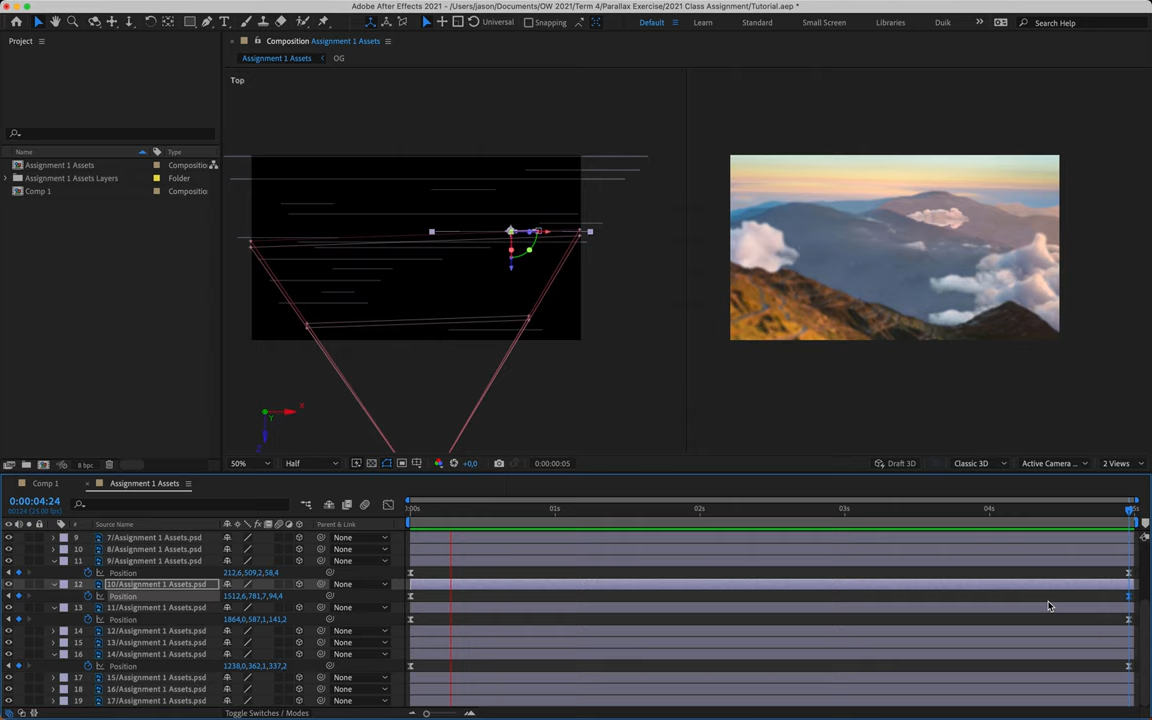 Adobe After Effects 2021 - /Users/jason/Documents/OW 2021/Term 4/Parallax Exercise/2021 Class Assignment/Tutorial.aep *
Universal Snapping Default Learn Standard Small Screen Libraries Duik Search Help
Project
Composition Assignment 1 Assets
Assignment 1 Assets OG
Top
Name Type
Assignment 1 Assets Compositio
Assignment 1 Assets Layers Folder
Comp 1 Compositio
X
Y
Z
8 bpc
50% Half +0,0 0:00:00:05 Draft 3D Classic 3D Active Camera ... 2 Views
Comp 1 Assignment 1 Assets
0:00:04:24
00124 (25.00 fps)
:00s 01s 02s 03s 04s 05s
# Source Name Parent & Link
9 7/Assignment 1 Assets.psd None
10 8/Assignment 1 Assets.psd None
11 9/Assignment 1 Assets.psd None
Position 212,6,509,2,58,4
12 10/Assignment 1 Assets.psd None
Position 1512,6,781,7,94,4
13 11/Assignment 1 Assets.psd None
Position 1864,0,587,1,141,2
14 12/Assignment 1 Assets.psd None
15 13/Assignment 1 Assets.psd None
16 14/Assignment 1 Assets.psd None
Position 1238,0,362,1,337,2
17 15/Assignment 1 Assets.psd None
18 16/Assignment 1 Assets.psd None
19 17/Assignment 1 Assets.psd None
Toggle Switches / Modes